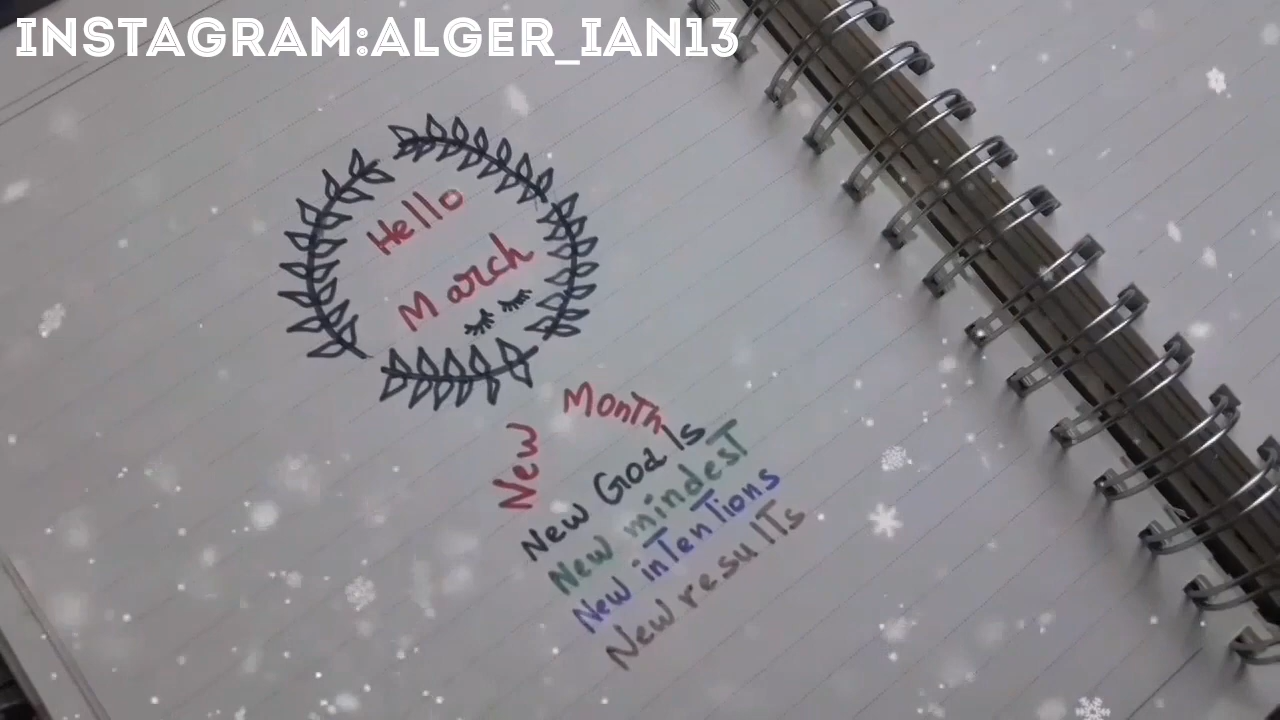 INSTAGRAM:ALGER_IAN13
Hello
March
New Month
New Goals
New mindesT
New inTenTions
New resulTs